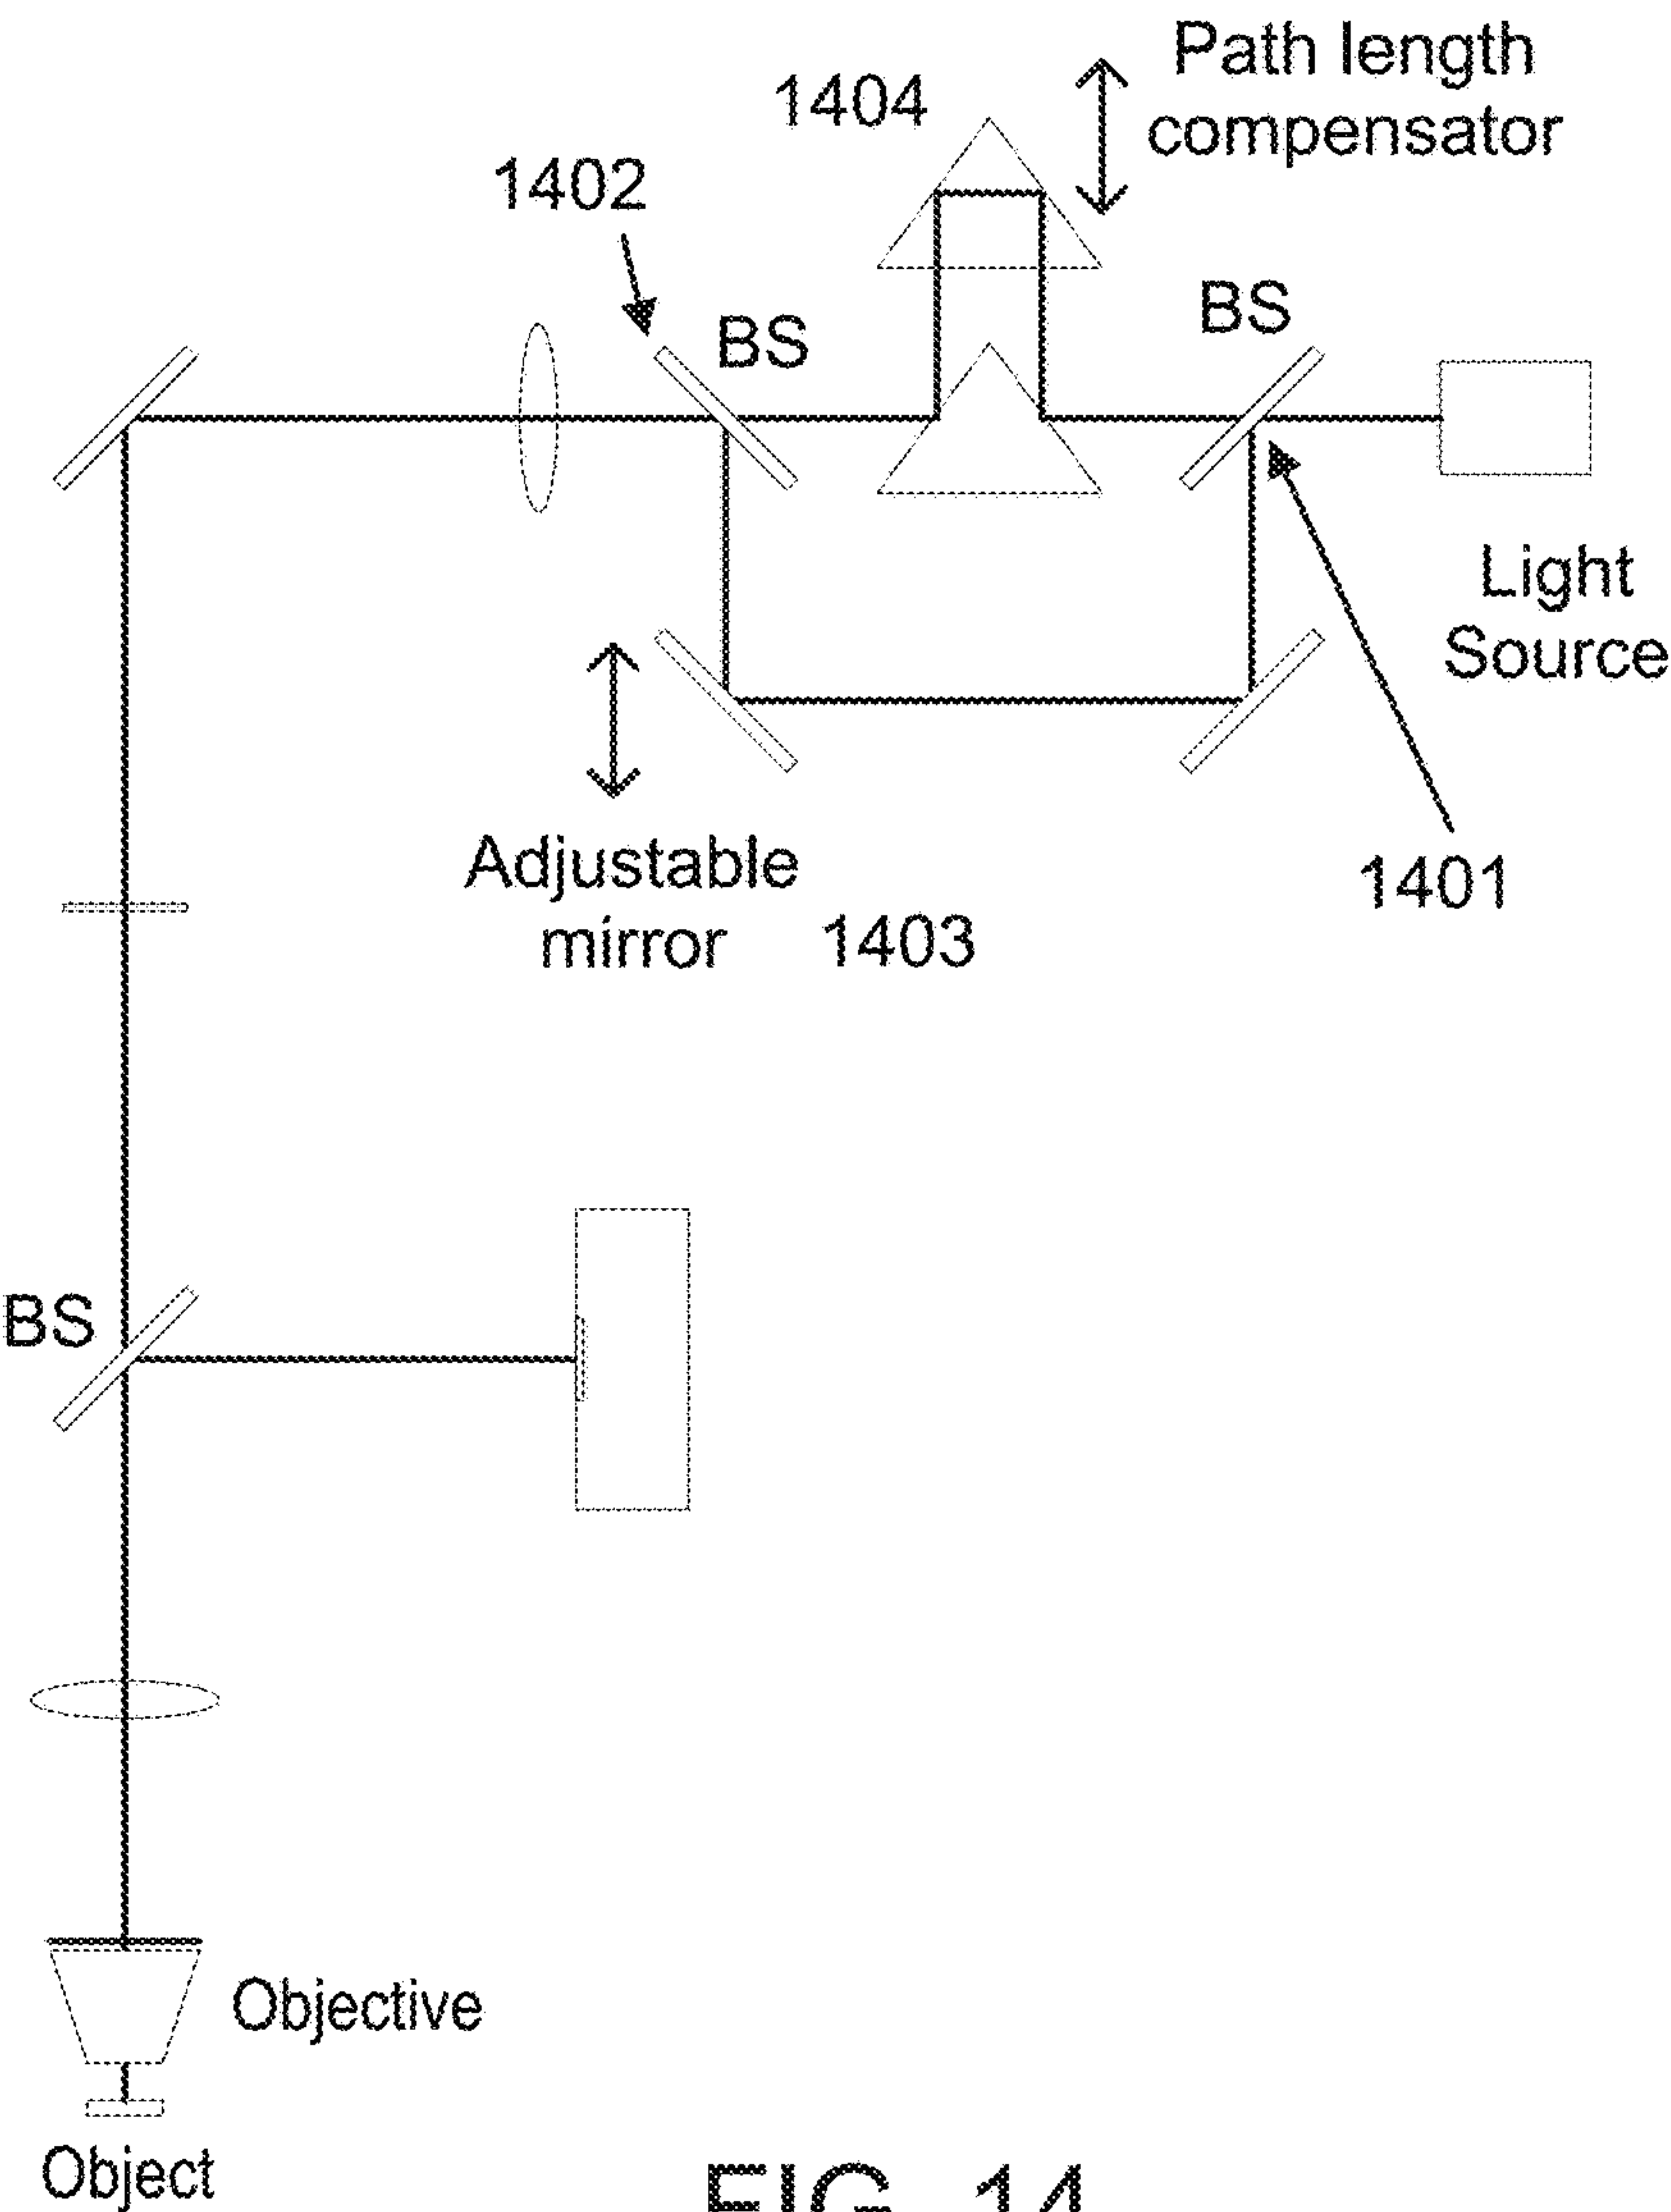 Path length
compensator
1404
1402
BS
BS
Light
Source
Adjustable
mirror 1403
1401
BS
Objective
Object
FIG. 14